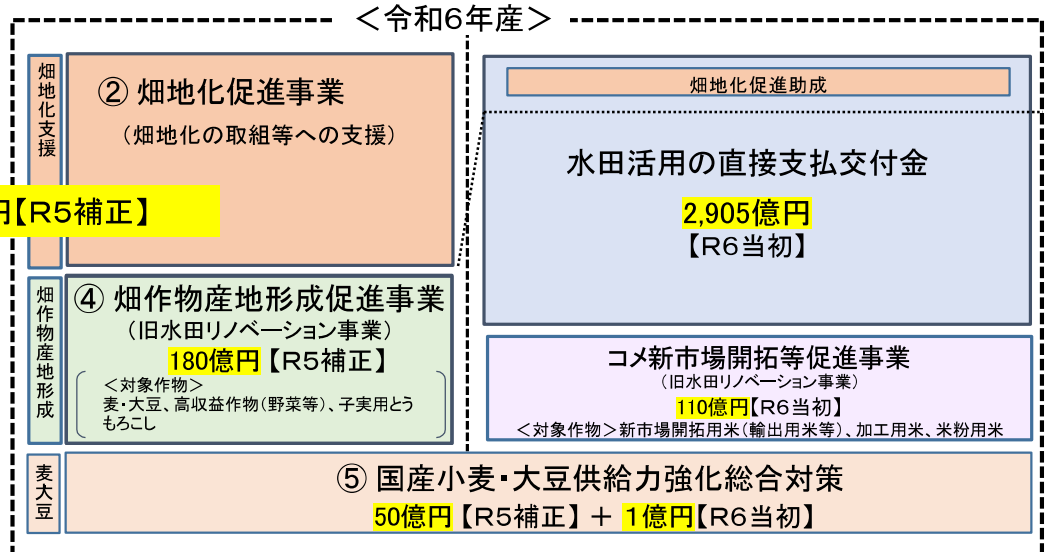 ＜令和６年産＞
畑地化支援
② 畑地化促進事業
（畑地化の取組等への支援）
円【R５補正】
畑地化促進助成
水田活用の直接支払交付金
2,905億円
【R６当初】
畑作物産地形成
④ 畑作物産地形成促進事業
（旧水田リノベーション事業）
180億円【R５補正】
＜対象作物＞
麦・大豆、高収益作物（野菜等）、子実用とう
もろこし
コメ新市場開拓等促進事業
（旧水田リノベーション事業）
110億円【R６当初】
＜対象作物＞新市場開拓用米（輸出用米等）、加工用米、米粉用米
麦大豆
⑤ 国産小麦・大豆供給力強化総合対策
50億円【R５補正】＋１億円【R６当初】